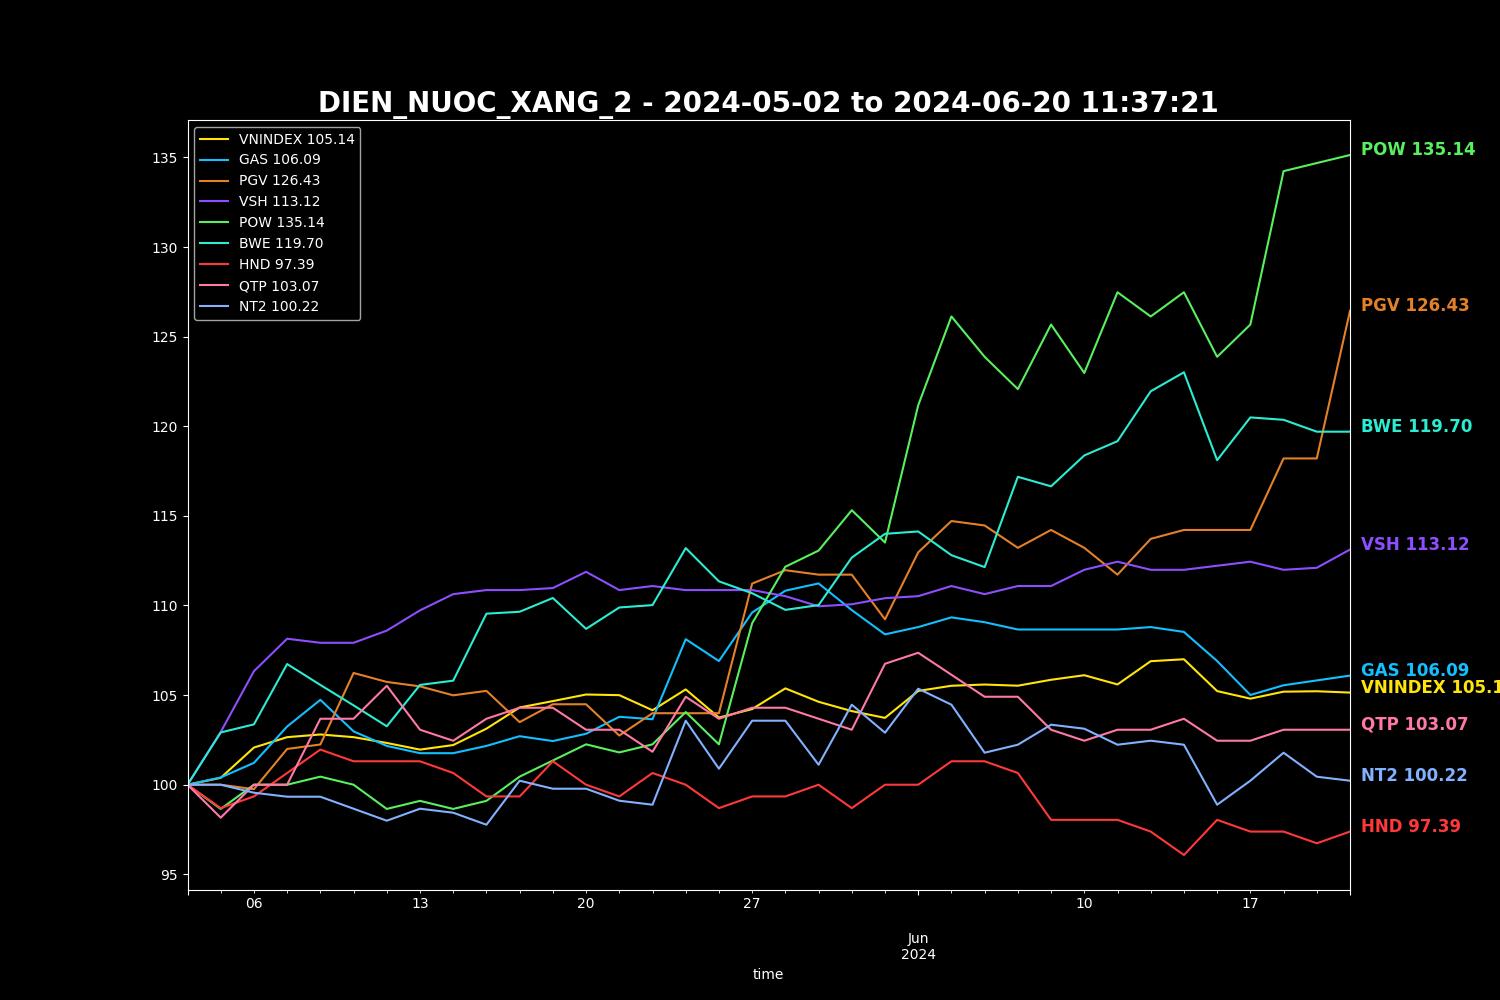 DIEN_NUOC_XANG_2 - 2024-05-02 to 2024-06-20 11:37:21
VNINDEX 105.14
GAS 106.09
PGV 126.43
VSH 113.12
POW 135.14
BWE 119.70
HND 97.39
QTP 103.07
NT2 100.22
135
130
125
120
115
110
105
100
95
POW 135.14
PGV 126.43
BWE 119.70
VSH 113.12
GAS 106.09
VNINDEX 105.1
QTP 103.07
NT2 100.22
HND 97.39
06 13 20 27 10 17
Jun
2024
time